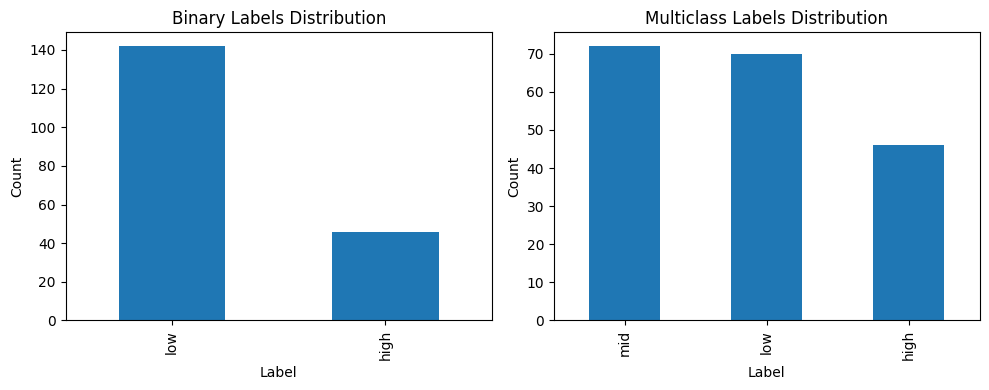 Binary Labels Distribution
140
120
100
80
60
40
20
0
Count
low
high
Label
Multiclass Labels Distribution
70
60
50
40
30
20
10
0
Count
mid
low
high
Label